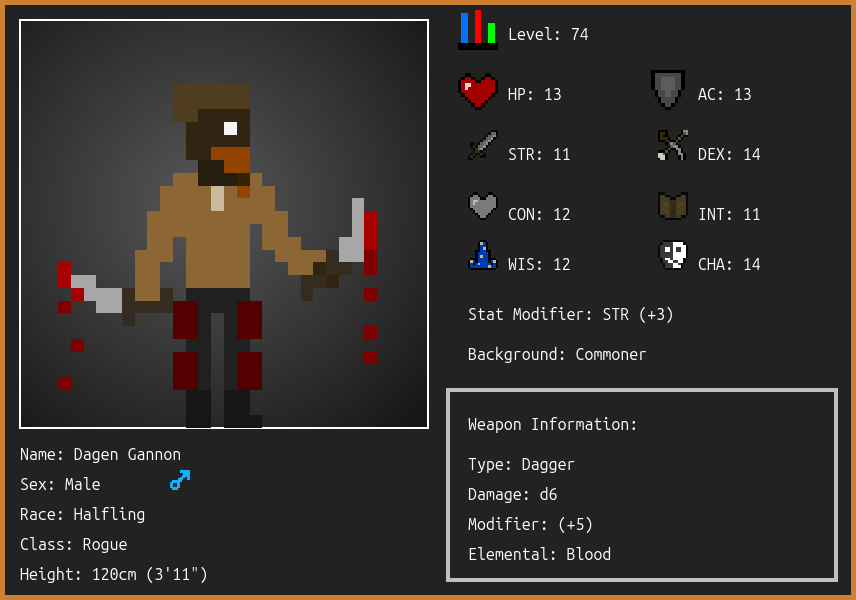 Level: 74
HP: 13
AC: 13
STR: 11
DEX: 14
CON: 12
INT: 11
WIS: 12
CHA: 14
Stat Modifier: STR (+3)
Background: Commoner
Weapon Information:
Type: Dagger
Damage: d6
Modifier: (+5)
Elemental: Blood
Name: Dagen Gannon
Sex: Male
Race: Halfling
Class: Rogue
Height: 120cm (3'11")